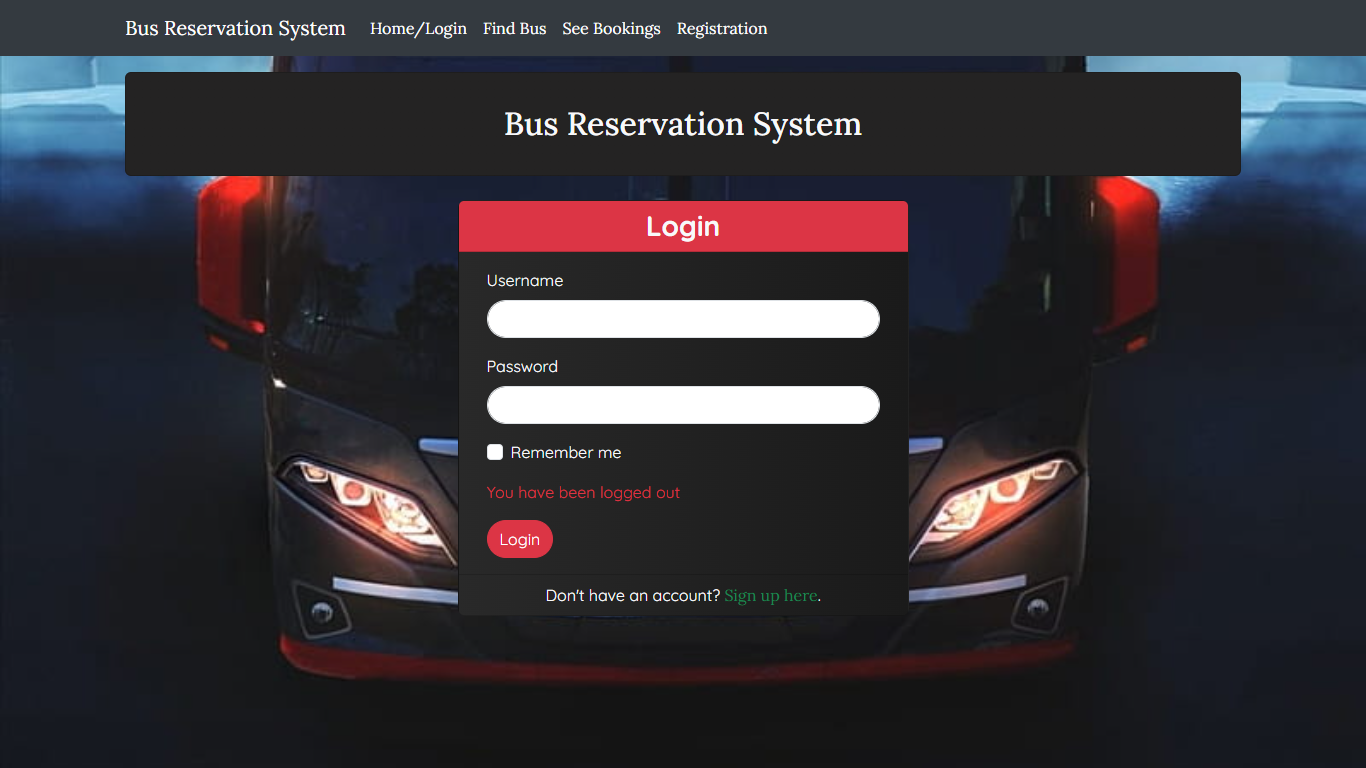 Bus Reservation System Home/Login Find Bus See Bookings Registration
Bus Reservation System
Login
Username
Password
Remember me
You have been logged out
Login
Don't have an account? Sign up here.